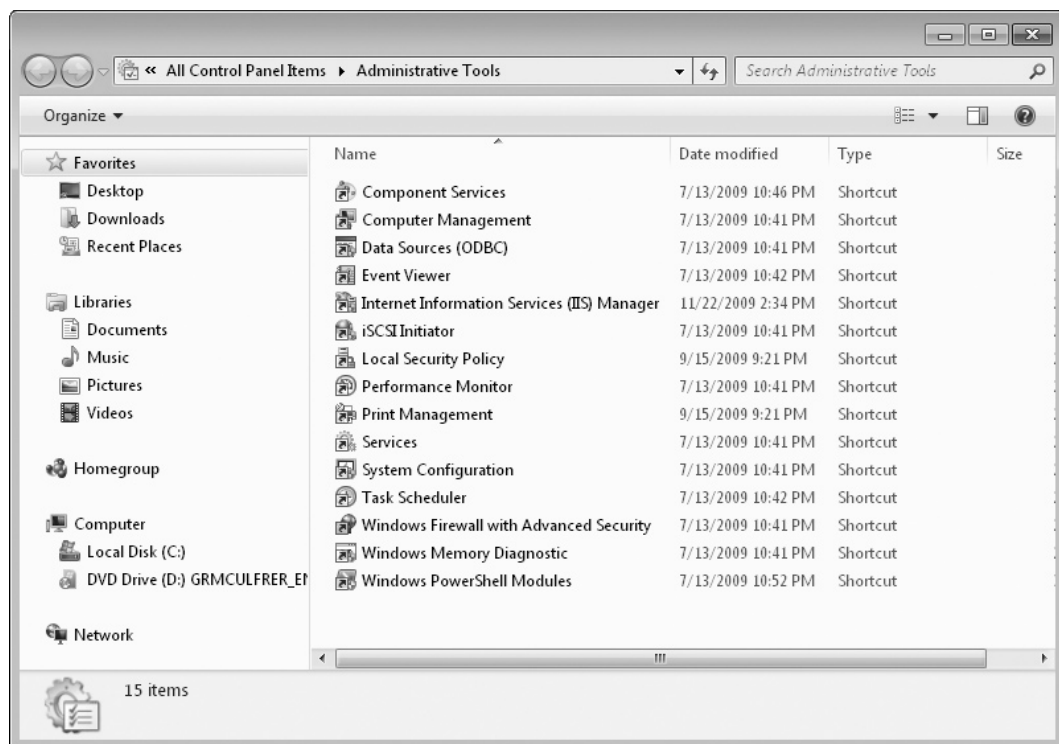 « All Control Panel Items ▸ Administrative Tools
Search Administrative Tools
Organize ▼
Name Date modified Type Size
Favorites
Desktop
Downloads
Recent Places
Libraries
Documents
Music
Pictures
Videos
Homegroup
Computer
Local Disk (C:)
DVD Drive (D:) GRMCULFRER_EN
Network
Component Services 7/13/2009 10:46 PM Shortcut
Computer Management 7/13/2009 10:41 PM Shortcut
Data Sources (ODBC) 7/13/2009 10:41 PM Shortcut
Event Viewer 7/13/2009 10:42 PM Shortcut
Internet Information Services (IIS) Manager 11/22/2009 2:34 PM Shortcut
iSCSI Initiator 7/13/2009 10:41 PM Shortcut
Local Security Policy 9/15/2009 9:21 PM Shortcut
Performance Monitor 7/13/2009 10:41 PM Shortcut
Print Management 9/15/2009 9:21 PM Shortcut
Services 7/13/2009 10:41 PM Shortcut
System Configuration 7/13/2009 10:41 PM Shortcut
Task Scheduler 7/13/2009 10:42 PM Shortcut
Windows Firewall with Advanced Security 7/13/2009 10:41 PM Shortcut
Windows Memory Diagnostic 7/13/2009 10:41 PM Shortcut
Windows PowerShell Modules 7/13/2009 10:52 PM Shortcut
15 items